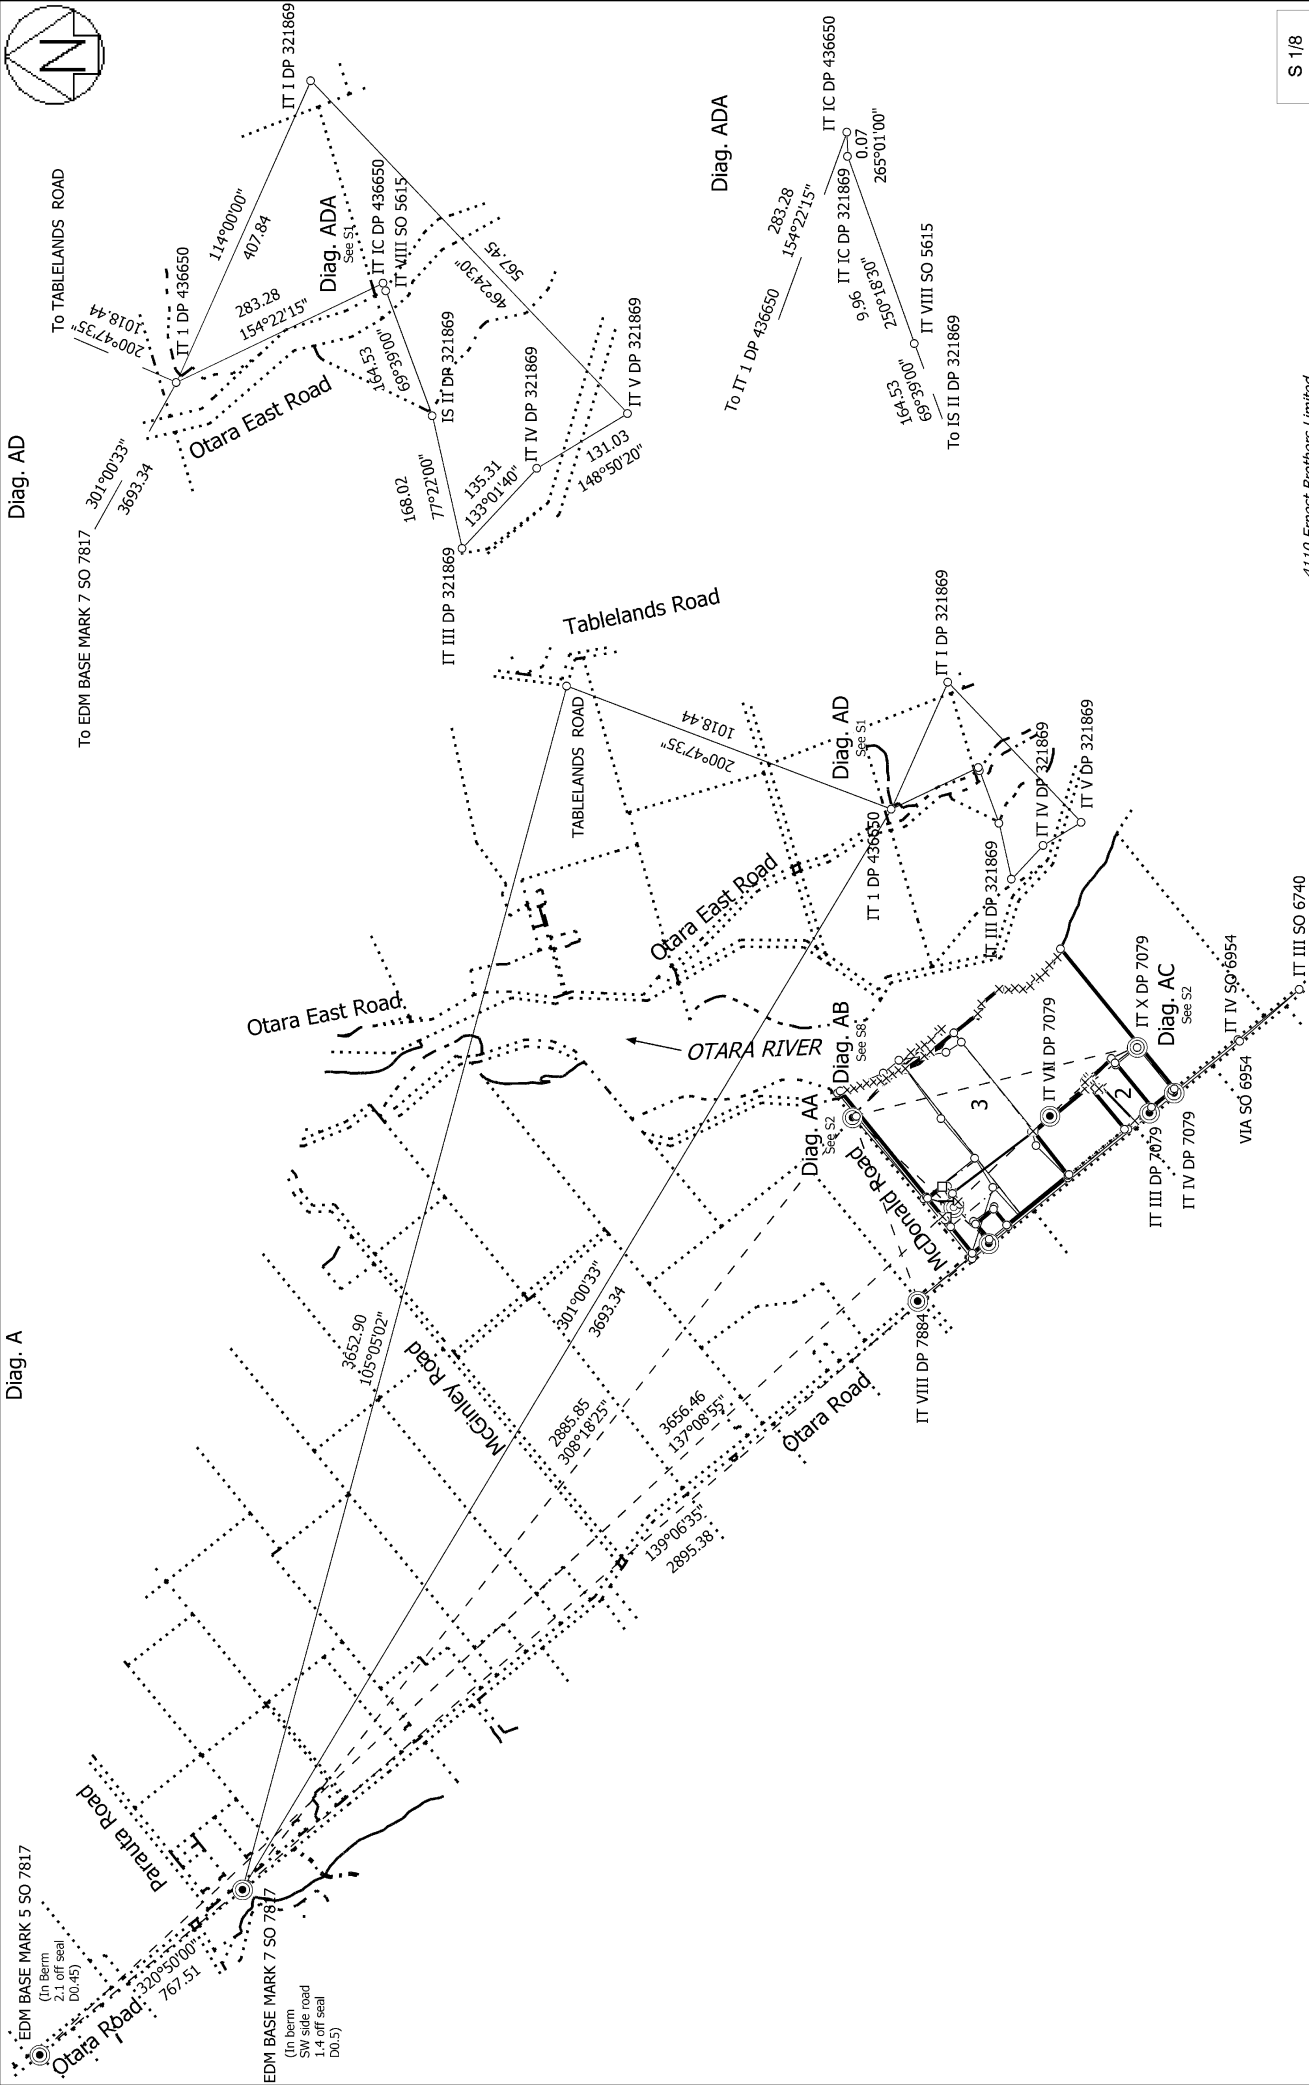 Diag. A
EDM BASE MARK 5 SO 7817
(In Berm
2.1 off seal
D0.45)
Otara Road
320°50'00"
767.51
EDM BASE MARK 7 SO 7817
(In berm
SW side road
1.4 off seal
D0.5)
Parauta Road
McGinley Road
3652.90
105°05'02"
301°00'33"
3693.34
2885.85
308°18'25"
3656.46
137°08'55"
139°06'35"
2895.38
Otara Road
Otara East Road
OTARA RIVER
Otara East Road
Tablelands Road
TABLELANDS ROAD
1018.44
200°47'35"
Diag. AD
See S1
IT I DP 321869
IT 1 DP 436650
IT III DP 321869
IT IV DP 321869
IT V DP 321869
Diag. AB
See S8
Diag. AA
See S2
McDonald Road
IT VIII DP 7884
3
2
IT VII DP 7079
IT X DP 7079
Diag. AC
See S2
IT III DP 7079
IT IV DP 7079
VIA SO 6954
IT IV SO 6954
IT III SO 6740
Diag. AD
To EDM BASE MARK 7 SO 7817
301°00'33"
3693.34
To TABLELANDS ROAD
1018.44
200°47'35"
IT 1 DP 436650
114°00'00"
407.84
IT I DP 321869
283.28
154°22'15"
Otara East Road
Diag. ADA
See S1
IT IC DP 436650
IT VIII SO 5615
164.53
69°39'00"
IS II DP 321869
46°24'30"
567.45
168.02
77°22'00"
135.31
133°01'40"
IT IV DP 321869
131.03
148°50'20"
IT V DP 321869
IT III DP 321869
Diag. ADA
To IT 1 DP 436650
283.28
154°22'15"
IT IC DP 436650
0.07
265°01'00"
IT IC DP 321869
9.96
250°18'30"
IT VIII SO 5615
164.53
69°39'00"
To IS II DP 321869
4110 Ernest Brothers Limited
S 1/8
N